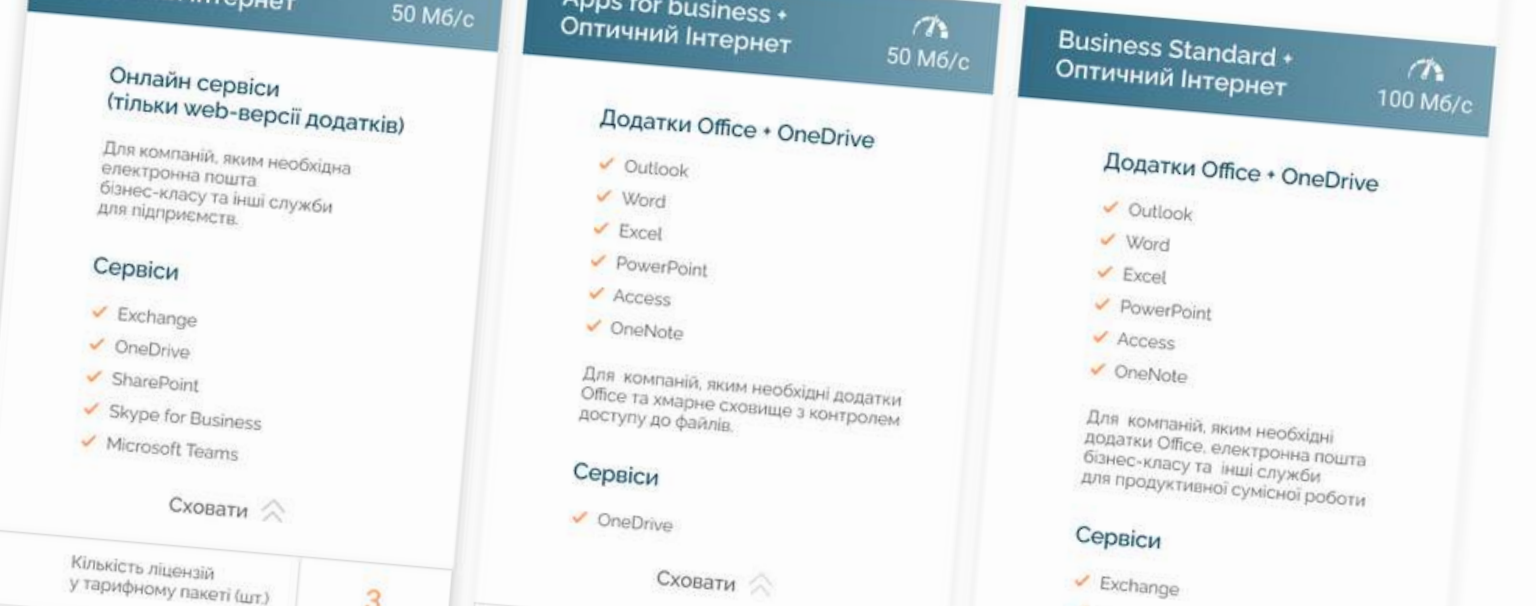 50 Мб/с
Онлайн сервіси
(тільки web-версії додатків)
Для компаній, яким необхідна
електронна пошта
бізнес-класу та інші служби
для підприємств.
Сервіси
Exchange
OneDrive
SharePoint
Skype for Business
Microsoft Teams
Сховати
Кількість ліцензій
у тарифному пакеті (шт.)
3
Apps for business +
Оптичний Інтернет
50 Мб/с
Додатки Office + OneDrive
Outlook
Word
Excel
PowerPoint
Access
OneNote
Для компаній, яким необхідні додатки
Office та хмарне сховище з контролем
доступу до файлів.
Сервіси
OneDrive
Сховати
Business Standard +
Оптичний Інтернет
100 Мб/с
Додатки Office + OneDrive
Outlook
Word
Excel
PowerPoint
Access
OneNote
Для компаній, яким необхідні
додатки Office, електронна пошта
бізнес-класу та інші служби
для продуктивної сумісної роботи
Сервіси
Exchange